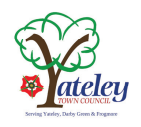 Yateley
TOWN COUNCIL
Serving Yateley, Darby Green & Frogmore